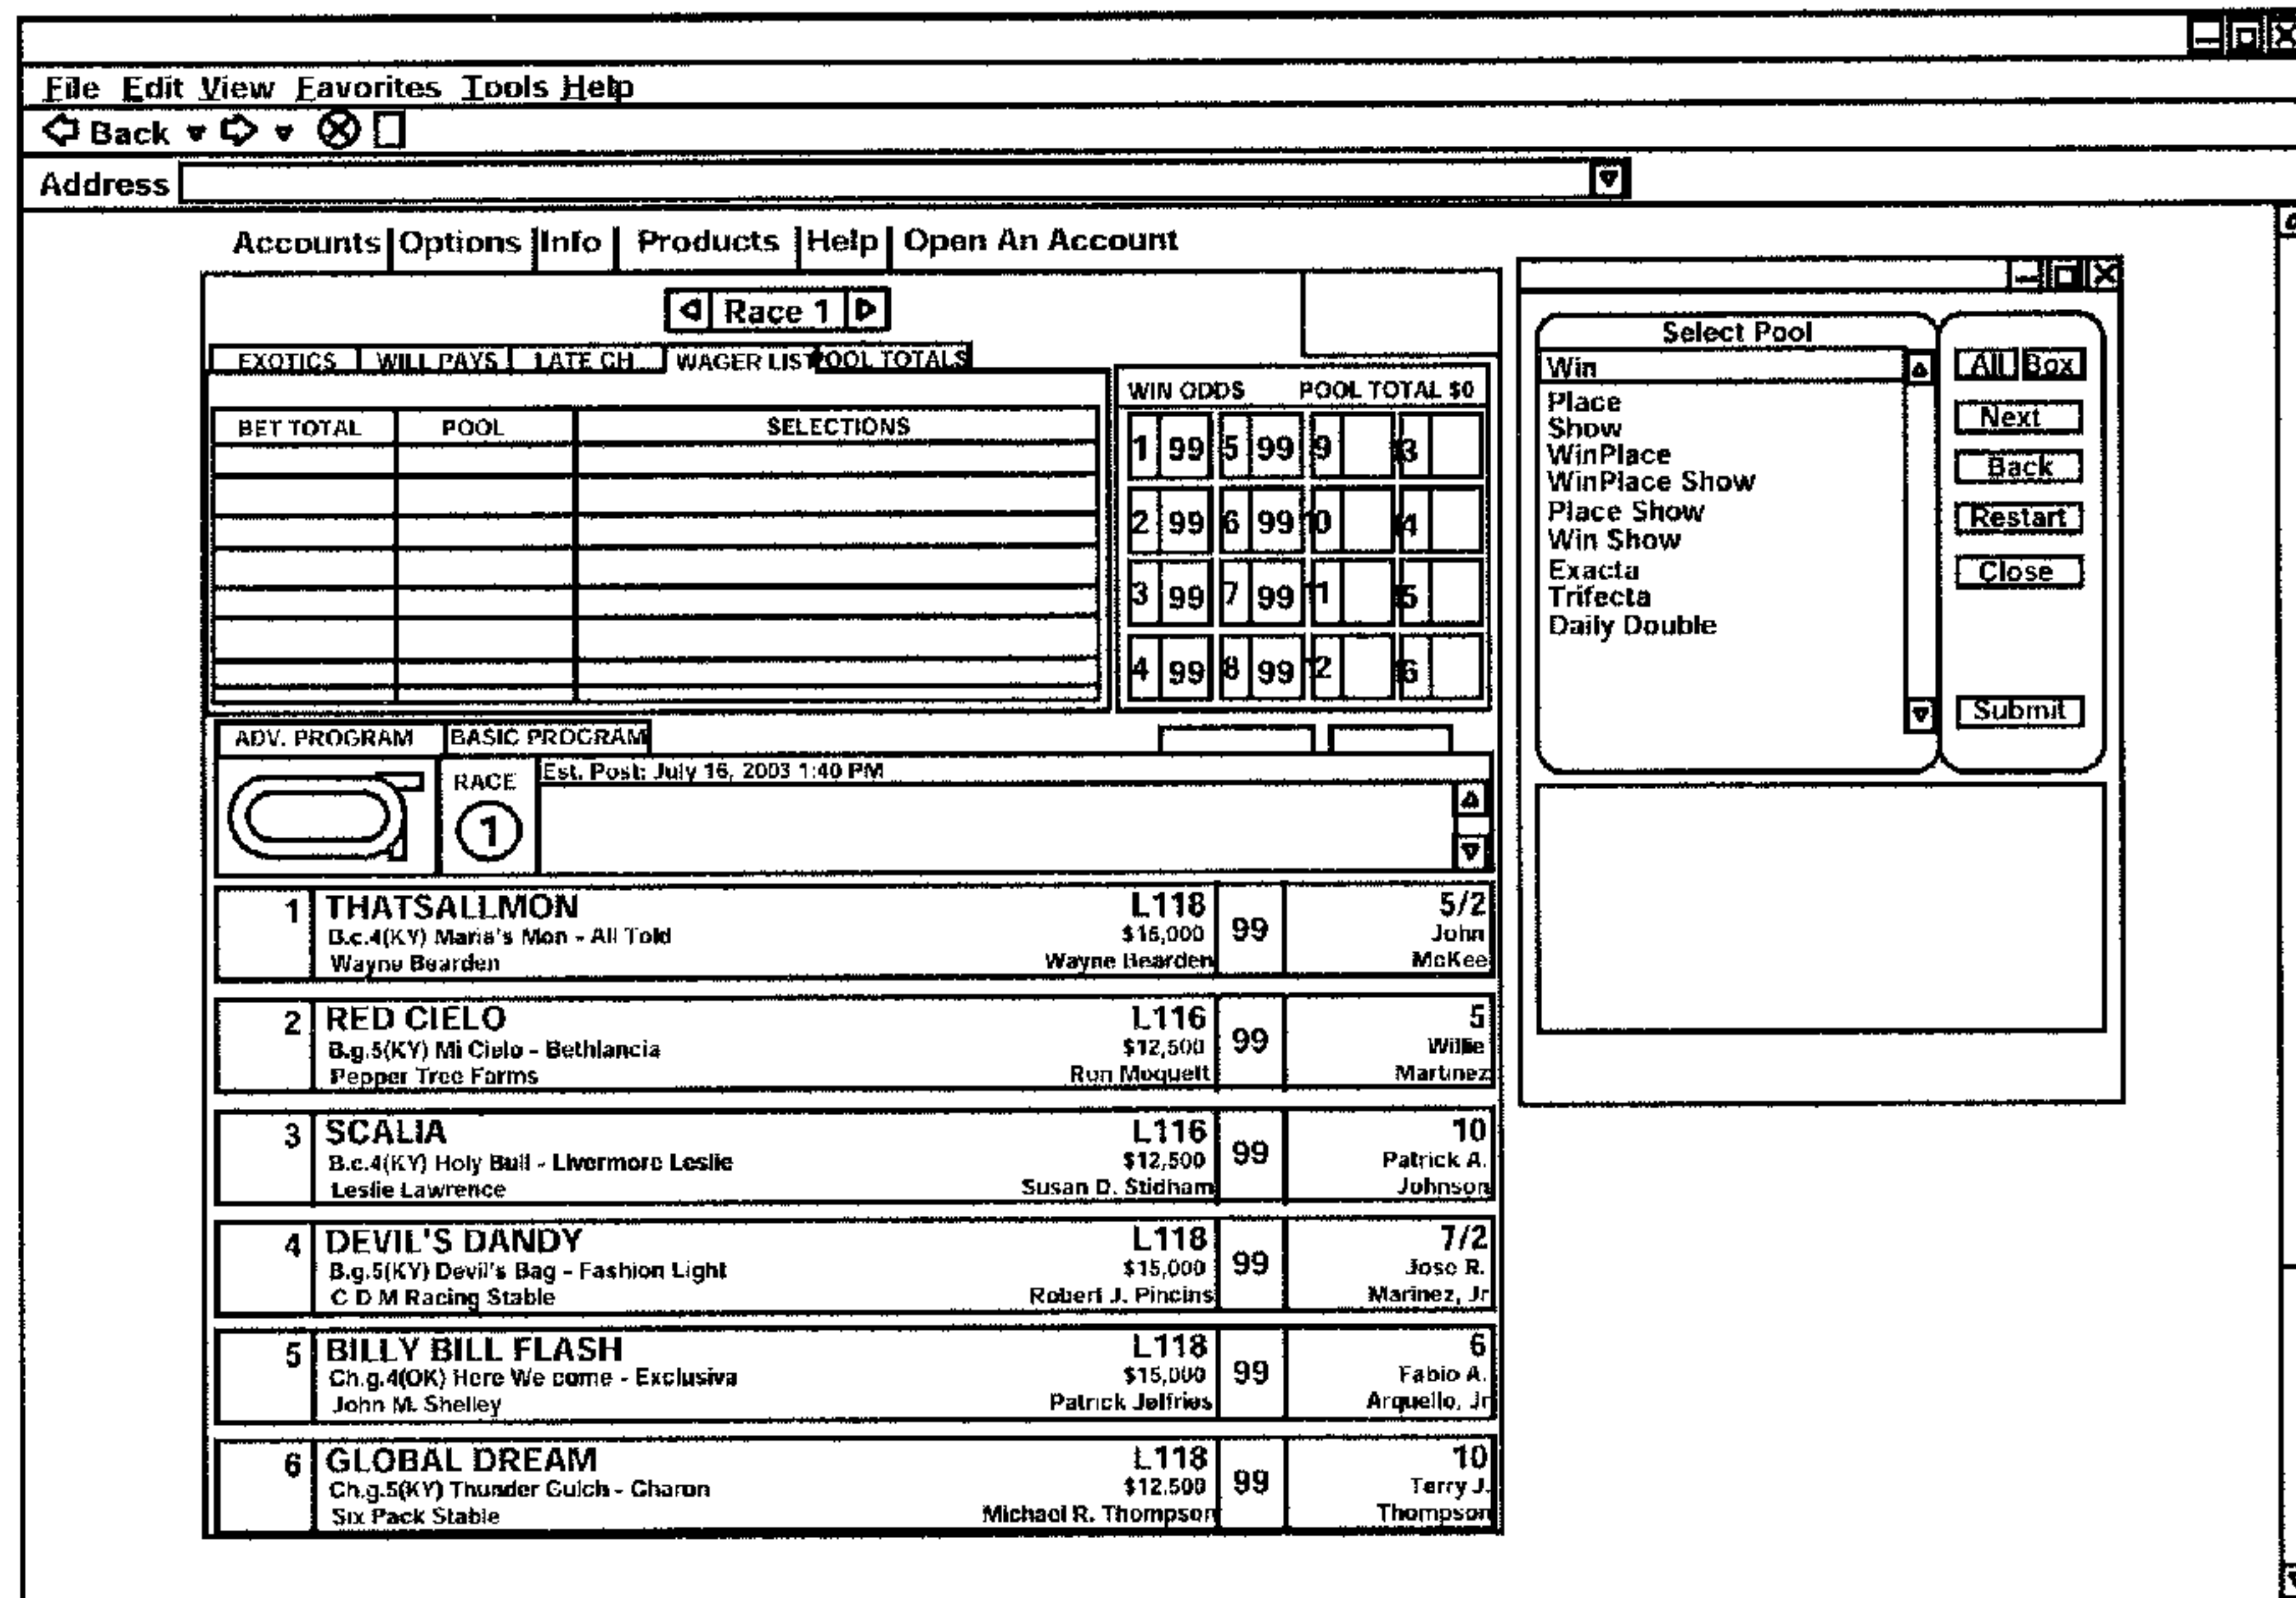 File Edit View Favorites Tools Help
Back
Address
Accounts Options Info Products Help Open An Account
Race 1
EXOTICS WILL PAYS LATE CH WAGER LIST POOL TOTALS
BET TOTAL POOL SELECTIONS
WIN ODDS POOL TOTAL $0
1 99 5 99 9 13
2 99 6 99 10 14
3 99 7 99 11 15
4 99 8 99 12 16
Select Pool
Win
Place
Show
WinPlace
WinPlace Show
Place Show
Win Show
Exacta
Trifecta
Daily Double
All Box
Next
Back
Restart
Close
Submit
ADV. PROGRAM BASIC PROGRAM
RACE
1
Est. Post: July 16, 2003 1:40 PM
1 THATSALLMON L118 99 5/2
B.c.4(KY) Maria's Mon - All Told $15,000 John
Wayne Bearden Wayne Bearden McKee
2 RED CIELO L116 99 5
B.g.5(KY) Mi Cielo - Bethlancia $12,500 Willie
Pepper Tree Farms Ron Moquett Martinez
3 SCALIA L116 99 10
B.c.4(KY) Holy Bull - Livermore Leslie $12,500 Patrick A.
Leslie Lawrence Susan D. Stidham Johnson
4 DEVIL'S DANDY L118 99 7/2
B.g.5(KY) Devil's Bag - Fashion Light $15,000 Jose R.
C D M Racing Stable Robert J. Pincins Marinez, Jr
5 BILLY BILL FLASH L118 99 6
Ch.g.4(OK) Here We come - Exclusiva $15,000 Fabio A.
John M. Shelley Patrick Jeffries Arquello, Jr
6 GLOBAL DREAM L118 99 10
Ch.g.5(KY) Thunder Gulch - Charon $12,500 Terry J.
Six Pack Stable Michael R. Thompson Thompson